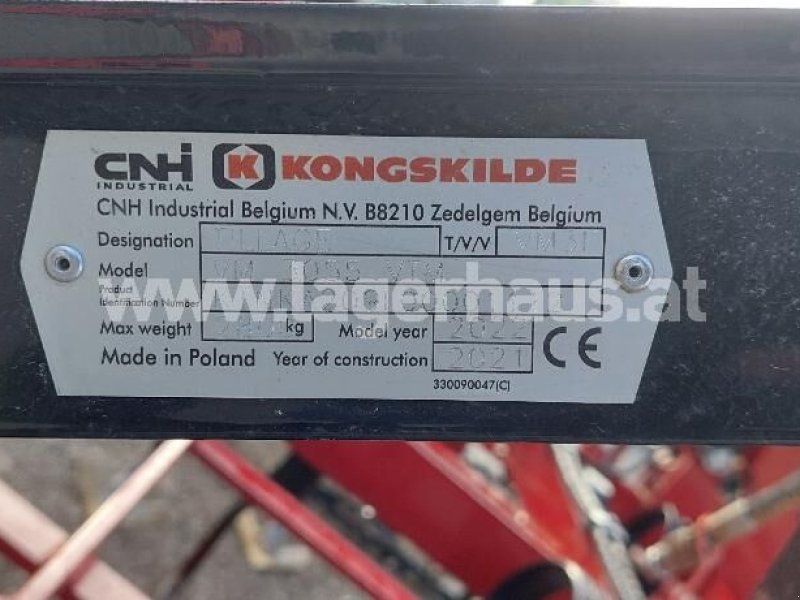 CNH INDUSTRIAL K KONGSKILDE
CNH Industrial Belgium N.V. B8210 Zedelgem Belgium
Designation TILLAGE T/V/V
Model
www.lagerhaus.at
Product Identification Number
Max weight kg Model year 2022
Made in Poland Year of construction 2021 CE
330090047(C)